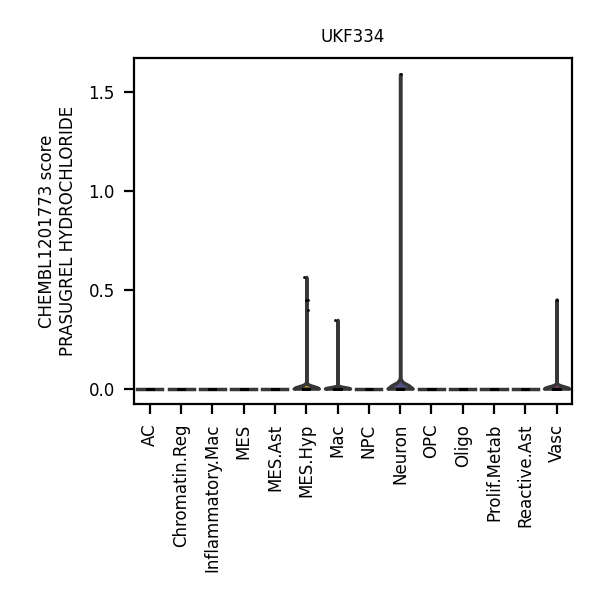 UKF334
CHEMBL1201773 score
PRASUGREL HYDROCHLORIDE
1.5
1.0
0.5
0.0
AC
Chromatin.Reg
Inflammatory.Mac
MES
MES.Ast
MES.Hyp
Mac
NPC
Neuron
OPC
Oligo
Prolif.Metab
Reactive.Ast
Vasc